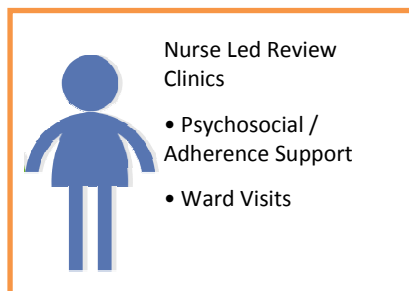 Nurse Led Review
Clinics
• Psychosocial /
Adherence Support
• Ward Visits